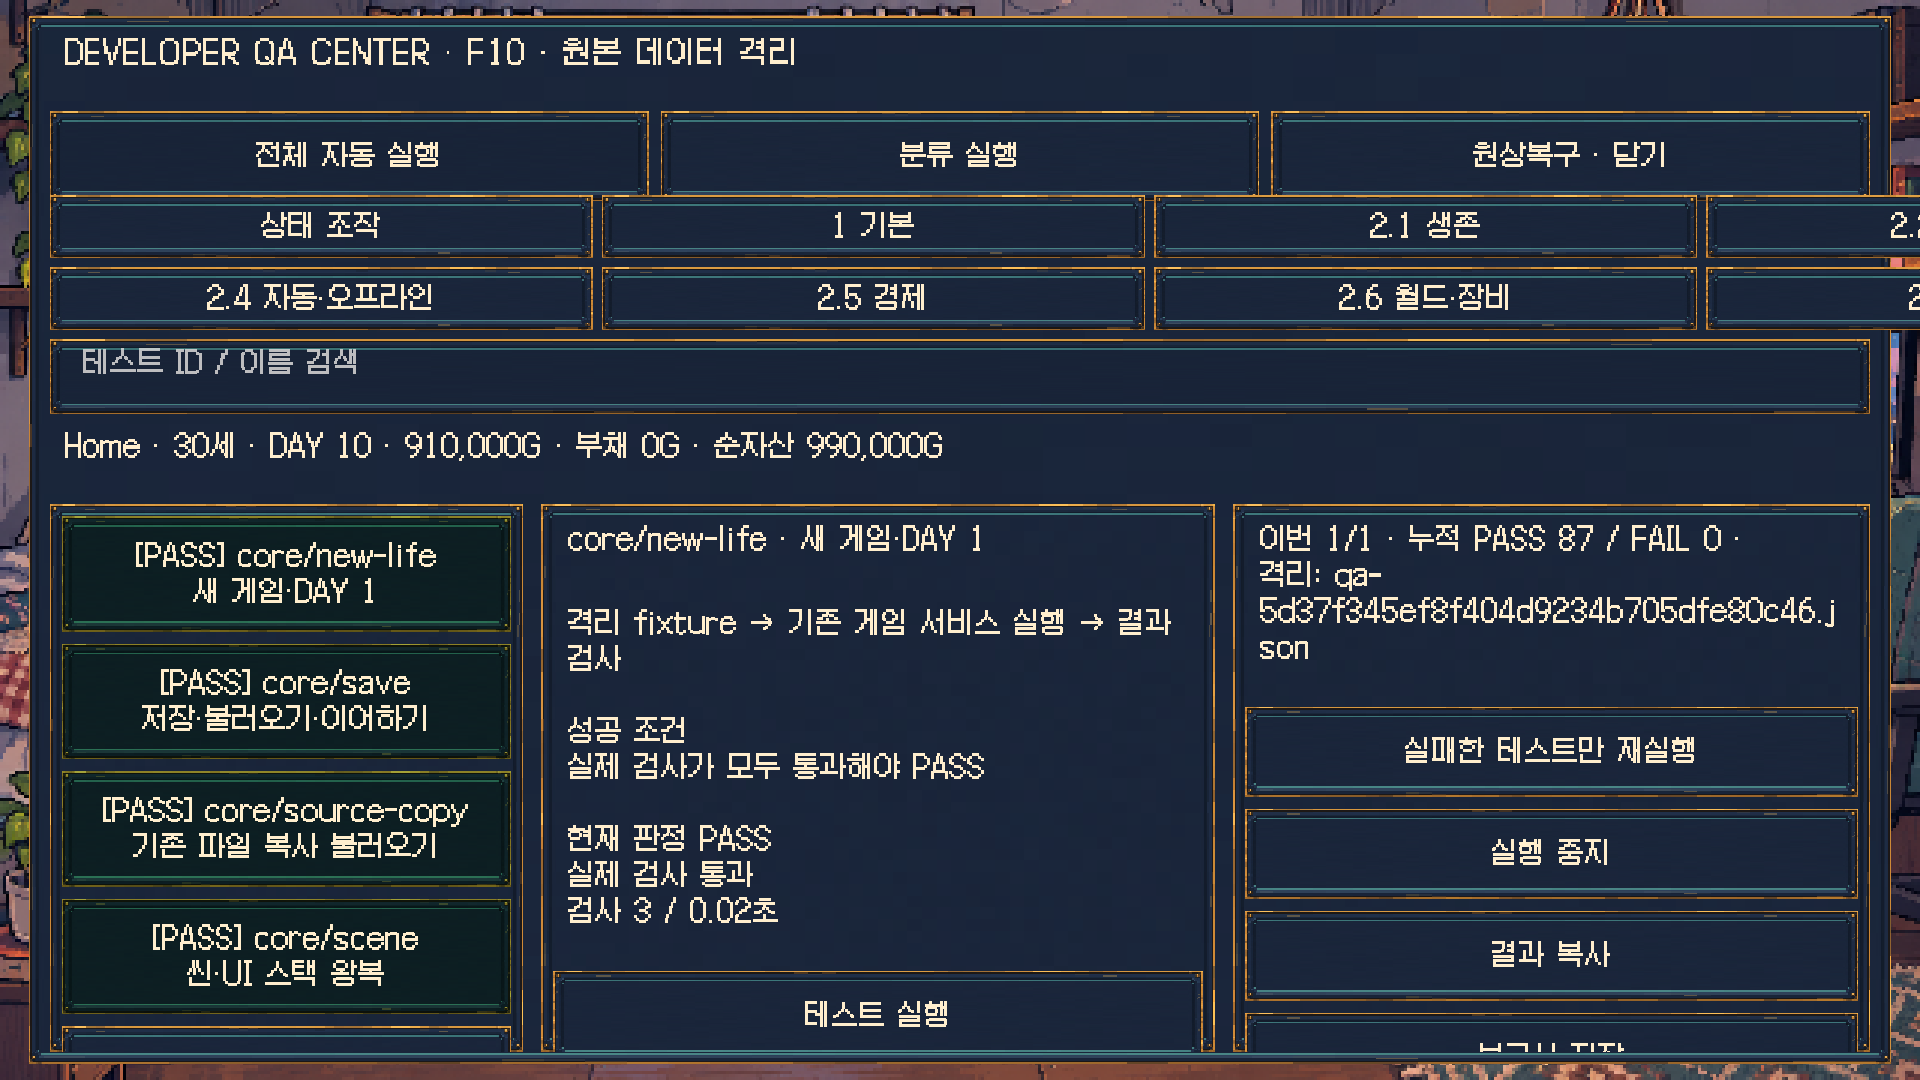 DEVELOPER QA CENTER · F10 · 원본 데이터 격리
전체 자동 실행
분류 실행
원상복구 · 닫기
상태 조작
1 기본
2.1 생존
2.4 자동·오프라인
2.5 경제
2.6 월드·장비
테스트 ID / 이름 검색
Home · 30세 · DAY 10 · 910,000G · 부채 0G · 순자산 990,000G
[PASS] core/new-life
새 게임·DAY 1
[PASS] core/save
저장·불러오기·이어하기
[PASS] core/source-copy
기존 파일 복사 불러오기
[PASS] core/scene
씬·UI 스택 왕복
core/new-life · 새 게임·DAY 1
격리 fixture → 기존 게임 서비스 실행 → 결과
검사
성공 조건
실제 검사가 모두 통과해야 PASS
현재 판정 PASS
실제 검사 통과
검사 3 / 0.02초
테스트 실행
이번 1/1 · 누적 PASS 87 / FAIL 0 ·
격리: qa-
5d37f345ef8f404d9234b705dfe80c46.j
son
실패한 테스트만 재실행
실행 중지
결과 복사